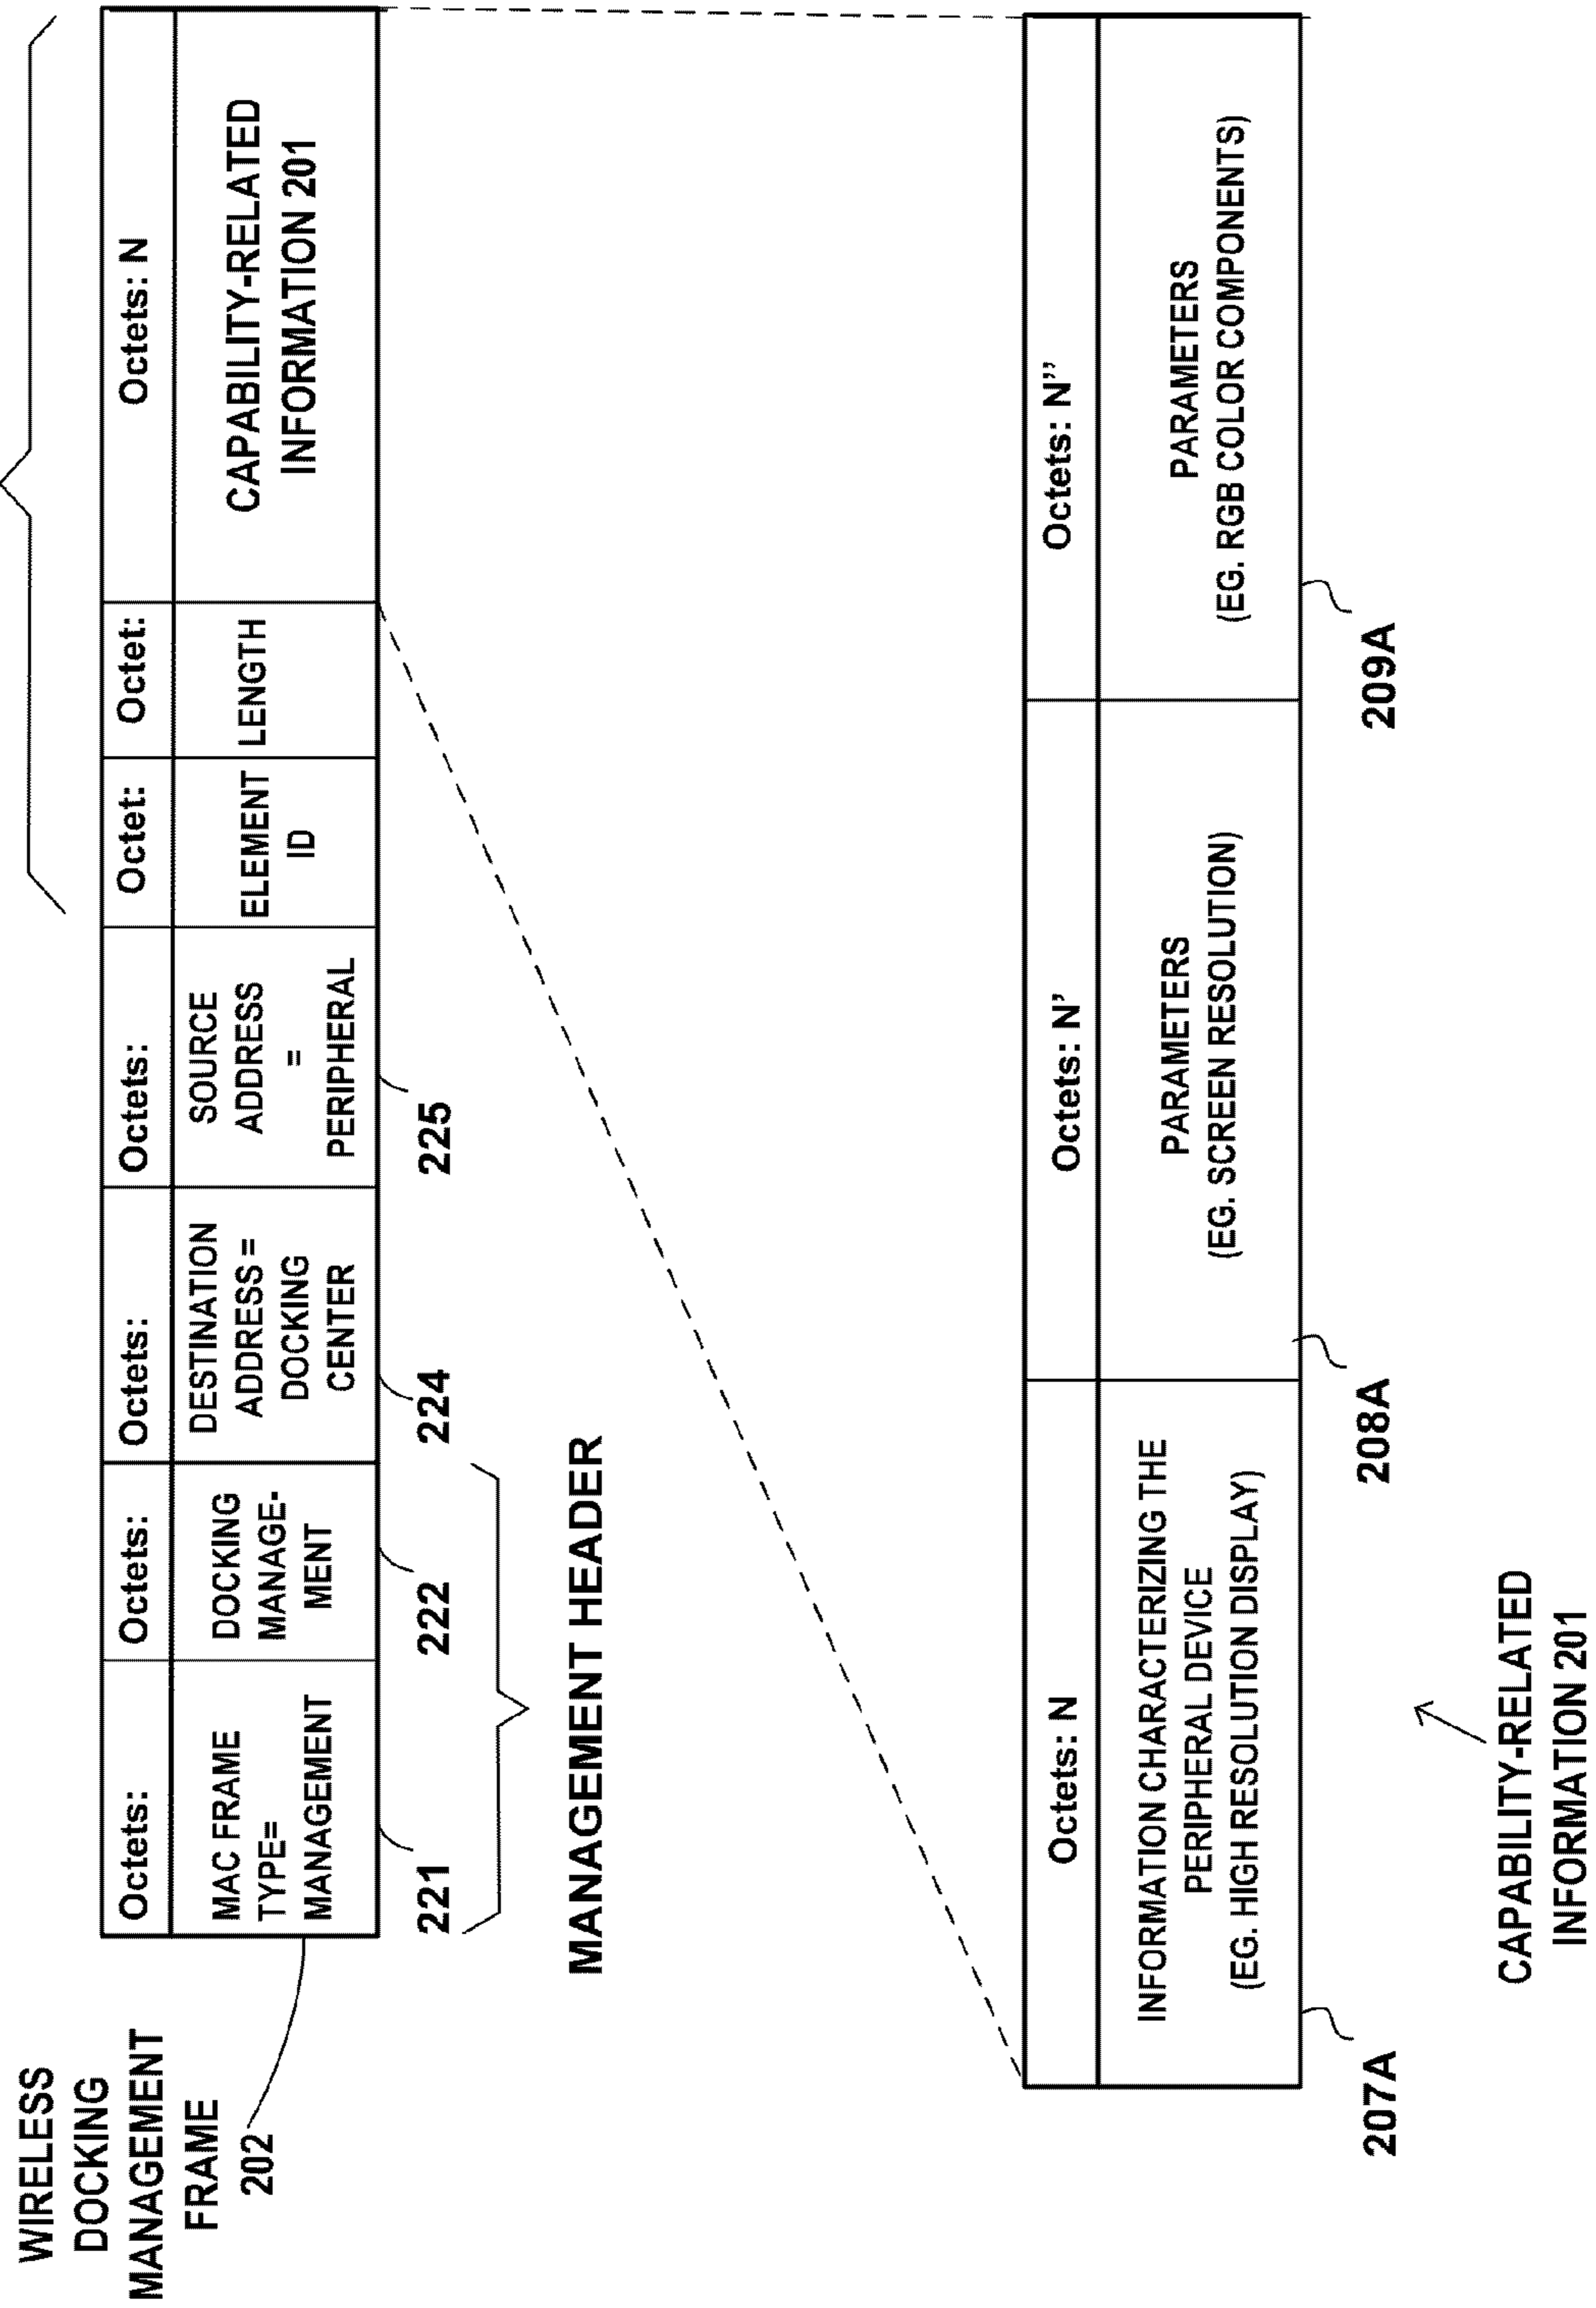 WIRELESS
DOCKING
MANAGEMENT
FRAME
202
Octets:
MAC FRAME
TYPE=
MANAGEMENT
221
Octets:
DOCKING
MANAGE-
MENT
222
Octets:
DESTINATION
ADDRESS =
DOCKING
CENTER
224
Octets:
SOURCE
ADDRESS
=
PERIPHERAL
225
Octet:
ELEMENT
ID
Octet:
LENGTH
Octets: N
CAPABILITY-RELATED
INFORMATION 201
MANAGEMENT HEADER
Octets: N
INFORMATION CHARACTERIZING THE
PERIPHERAL DEVICE
(EG. HIGH RESOLUTION DISPLAY)
207A
Octets: N'
PARAMETERS
(EG. SCREEN RESOLUTION)
208A
Octets: N''
PARAMETERS
(EG. RGB COLOR COMPONENTS)
209A
CAPABILITY-RELATED
INFORMATION 201